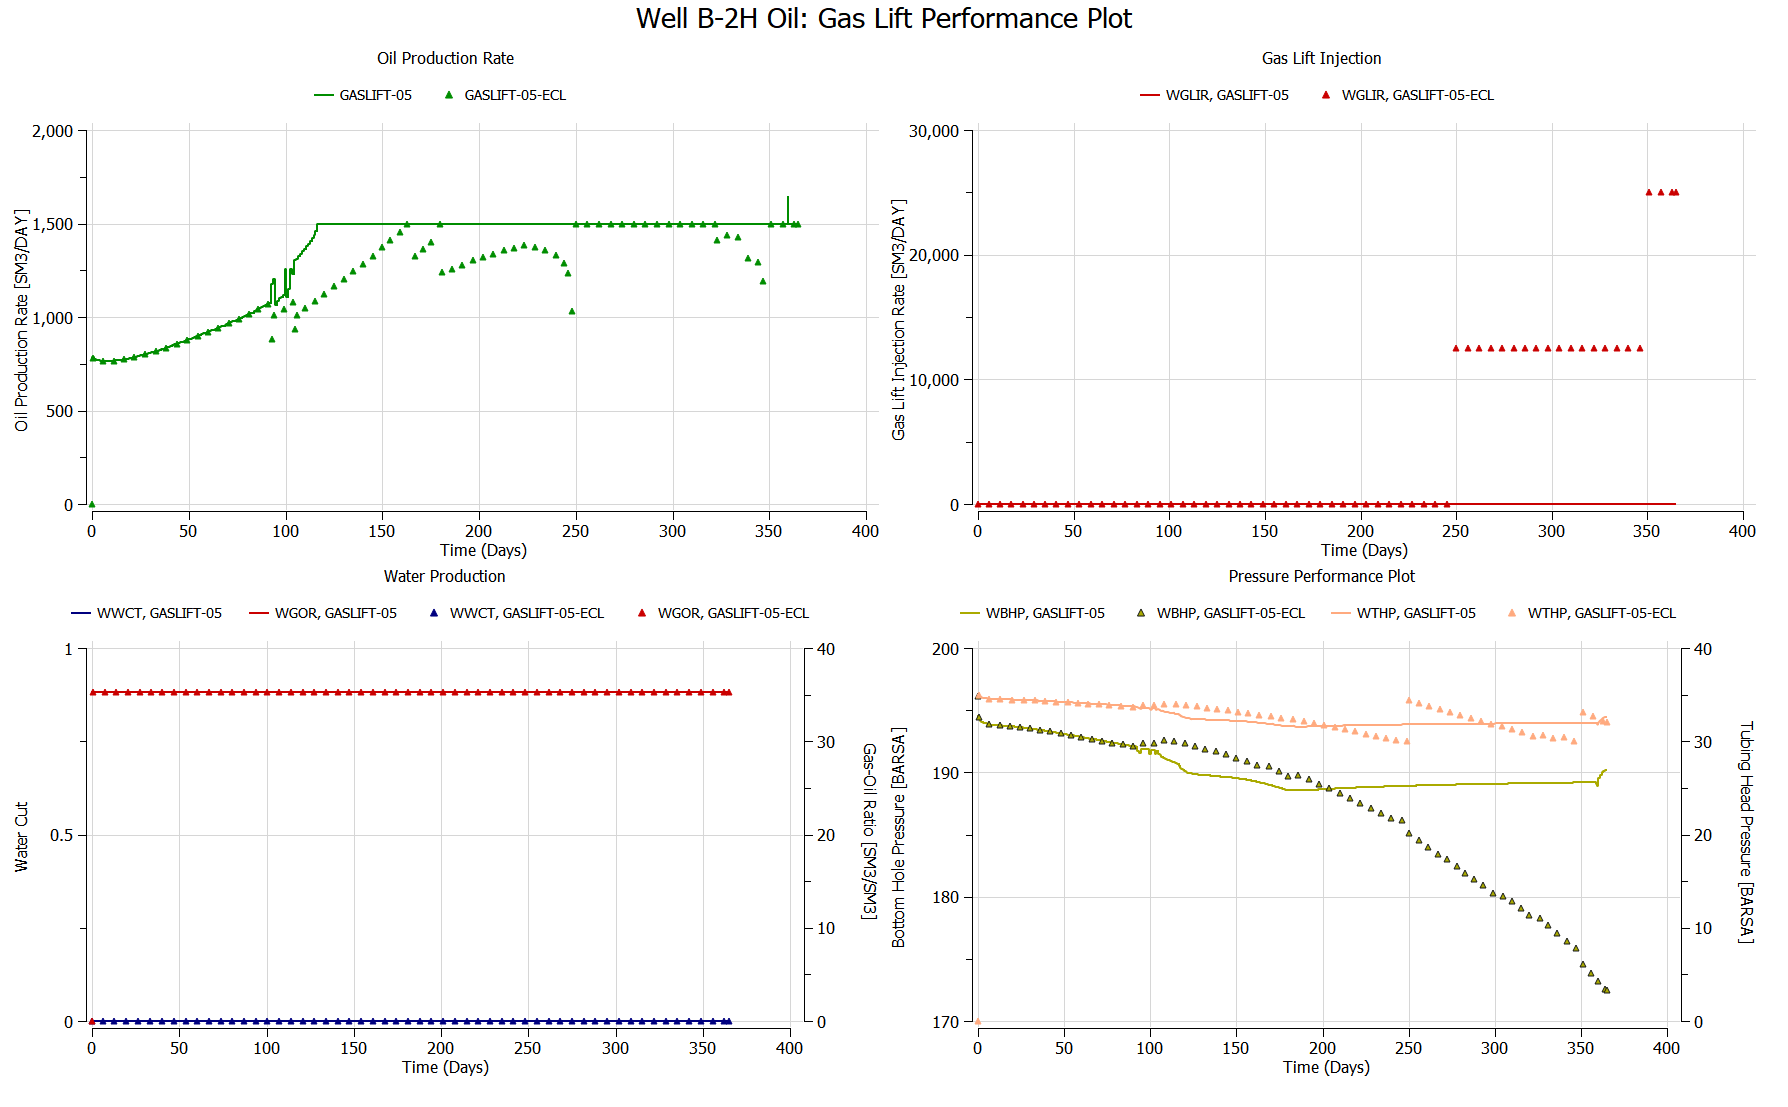 Well B-2H Oil: Gas Lift Performance Plot
Oil Production Rate
GASLIFT-05 GASLIFT-05-ECL
2,000
1,500
1,000
500
0
Oil Production Rate [SM3/DAY]
0 50 100 150 200 250 300 350 400
Time (Days)
Gas Lift Injection
WGLIR, GASLIFT-05 WGLIR, GASLIFT-05-ECL
30,000
20,000
10,000
0
Gas Lift Injection Rate [SM3/DAY]
0 50 100 150 200 250 300 350 400
Time (Days)
Water Production
WWCT, GASLIFT-05 WGOR, GASLIFT-05 WWCT, GASLIFT-05-ECL WGOR, GASLIFT-05-ECL
1
0.5
0
Water Cut
40
30
20
10
0
Gas-Oil Ratio [SM3/SM3]
0 50 100 150 200 250 300 350 400
Time (Days)
Pressure Performance Plot
WBHP, GASLIFT-05 WBHP, GASLIFT-05-ECL WTHP, GASLIFT-05 WTHP, GASLIFT-05-ECL
200
190
180
170
Bottom Hole Pressure [BARSA]
40
30
20
10
0
Tubing Head Pressure [BARSA]
0 50 100 150 200 250 300 350 400
Time (Days)